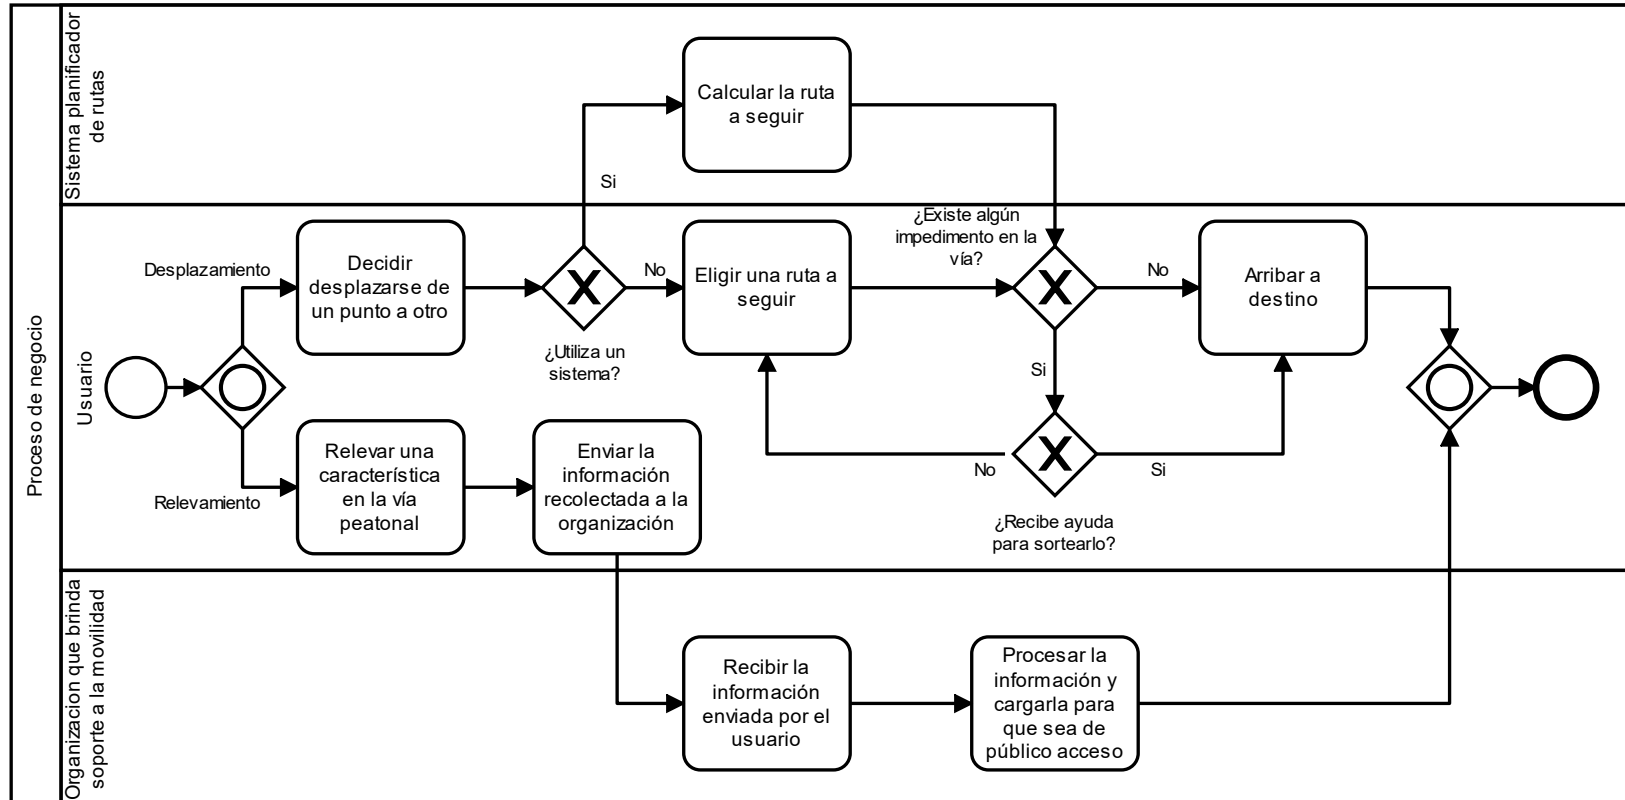 Proceso de negocio
Sistema planificador
de rutas
Calcular la ruta
a seguir
Si
Usuario
Desplazamiento
Decidir
desplazarse de
un punto a otro
¿Utiliza un
sistema?
No
Eligir una ruta a
seguir
¿Existe algún
impedimento en la
vía?
No
Arribar a
destino
Si
No
Si
¿Recibe ayuda
para sortearlo?
Relevamiento
Relevar una
característica
en la vía
peatonal
Enviar la
información
recolectada a la
organización
Organizacion que brinda
soporte a la movilidad
Recibir la
información
enviada por el
usuario
Procesar la
información y
cargarla para
que sea de
público acceso